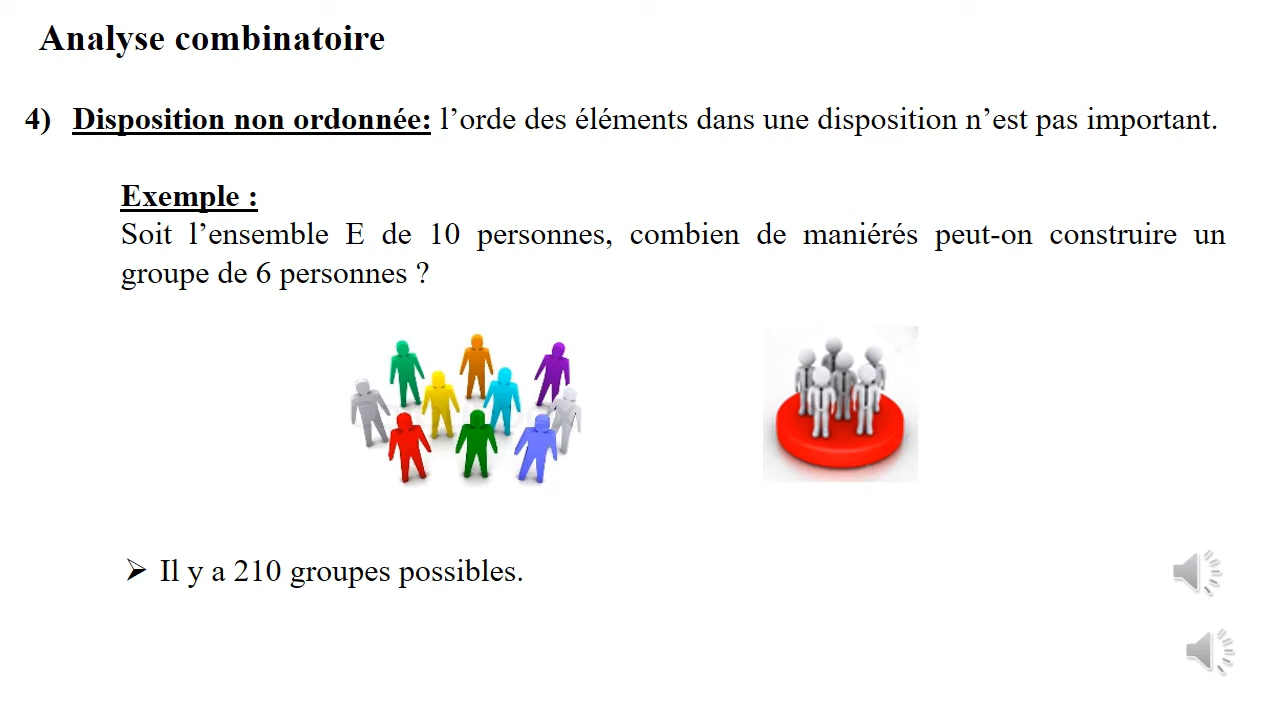 Analyse combinatoire
4) Disposition non ordonnée: l’orde des éléments dans une disposition n’est pas important.
Exemple :
Soit l’ensemble E de 10 personnes, combien de maniérés peut-on construire un
groupe de 6 personnes ?
➢ Il y a 210 groupes possibles.